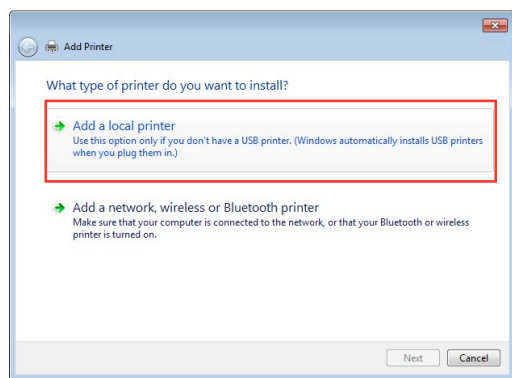 Add Printer
What type of printer do you want to install?
Add a local printer
Use this option only if you don't have a USB printer. (Windows automatically installs USB printers
when you plug them in.)
Add a network, wireless or Bluetooth printer
Make sure that your computer is connected to the network, or that your Bluetooth or wireless
printer is turned on.
Next Cancel